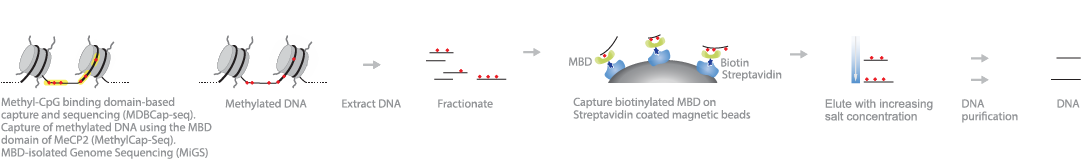 MBD
Biotin
Streptavidin
Methyl-CpG binding domain-based
capture and sequencing (MDBCap-seq).
Capture of methylated DNA using the MBD
domain of MeCP2 (MethylCap-Seq).
MBD-isolated Genome Sequencing (MiGS)
Methylated DNA
Extract DNA
Fractionate
Capture biotinylated MBD on
Streptavidin coated magnetic beads
Elute with increasing
salt concentration
DNA
purification
DNA